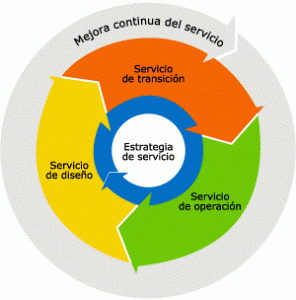 Mejora continua del servicio
Servicio
de transición
Estrategia
de servicio
Servicio
de diseño
Servicio
de operación